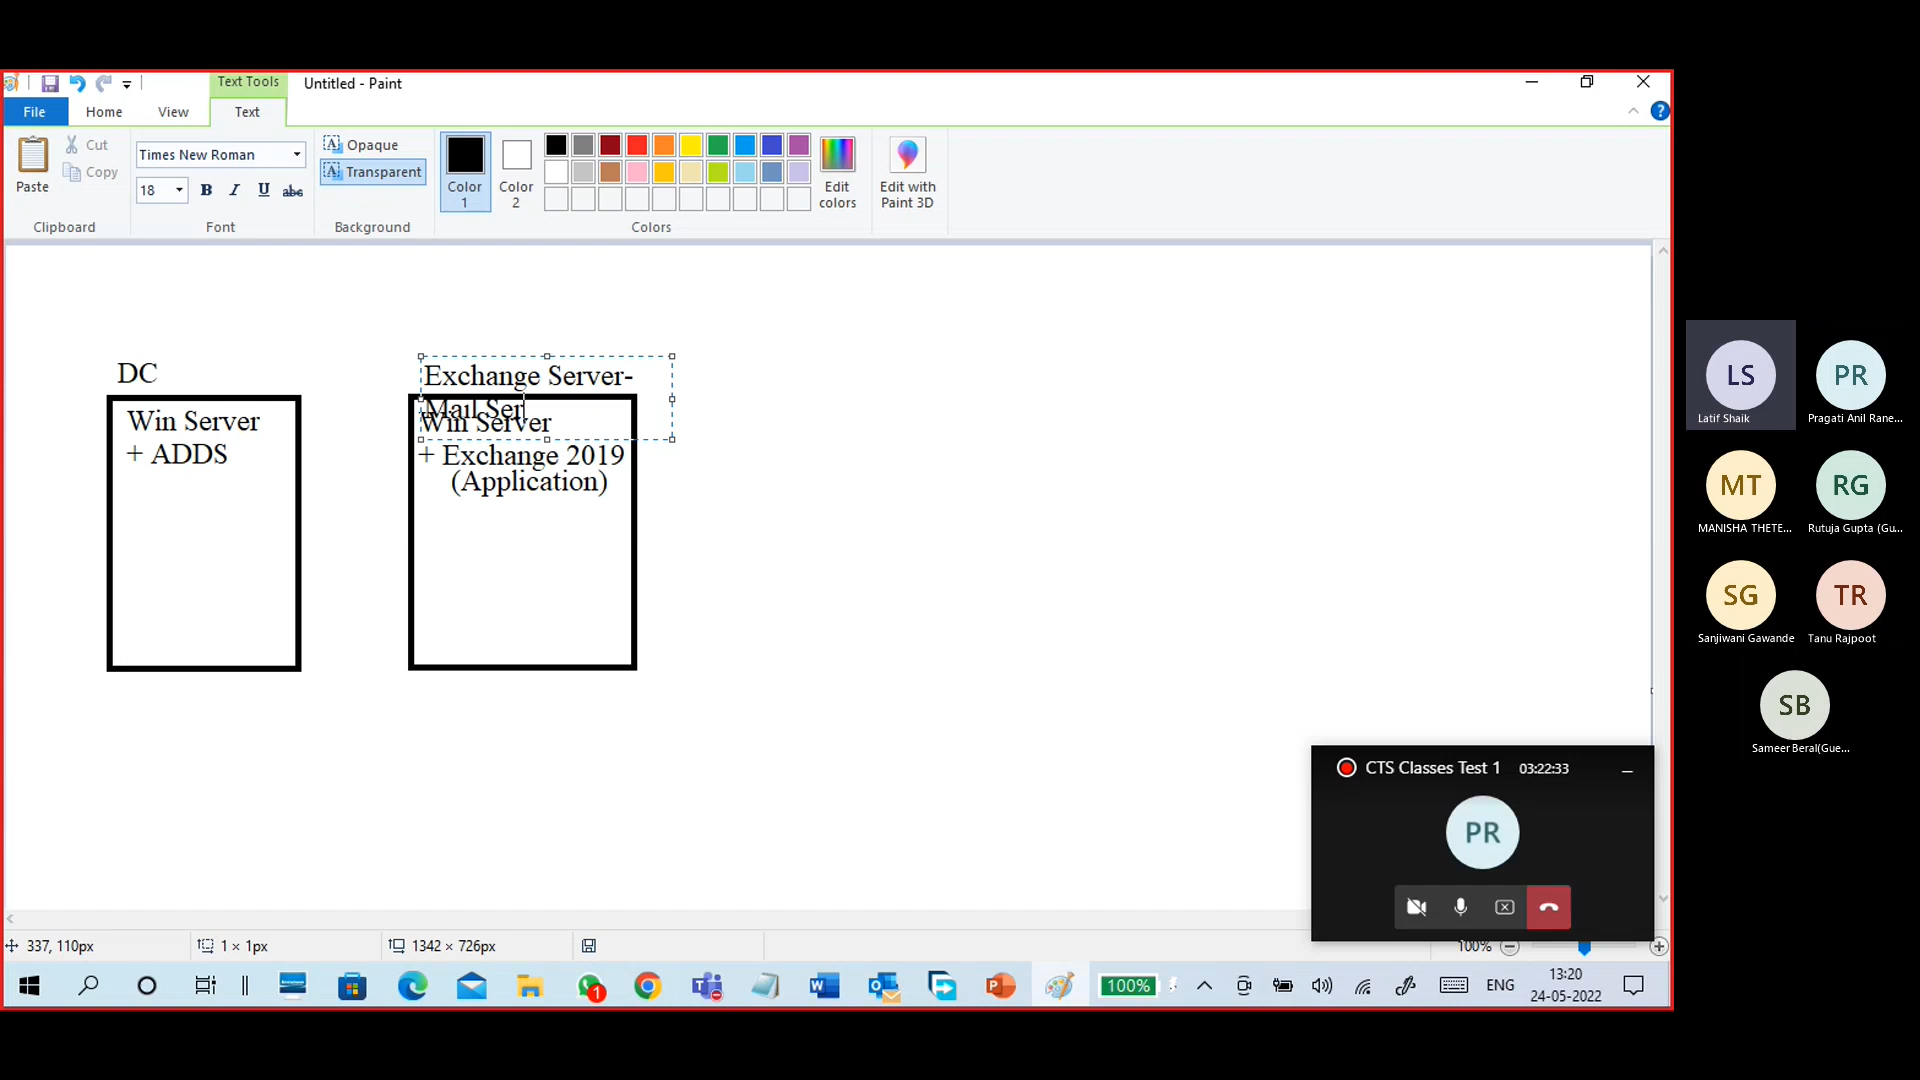 Text Tools
Untitled - Paint
File
Home
View
Text
Paste
Cut
Copy
Clipboard
Times New Roman
18
B I U abc
Font
Opaque
Transparent
Background
Color 1
Color 2
Edit colors
Colors
Edit with Paint 3D
DC
Win Server
+ ADDS
Exchange Server-
Mail Ser
Win Server
+ Exchange 2019
(Application)
LS
Latif Shaik
PR
Pragati Anil Rane...
MT
MANISHA THETE...
RG
Rutuja Gupta (Gu...
SG
Sanjiwani Gawande
TR
Tanu Rajpoot
SB
Sameer Beral(Gue...
CTS Classes Test 1 03:22:33
PR
337, 110px
1 × 1px
1342 × 726px
100%
1
100%
ENG
13:20
24-05-2022